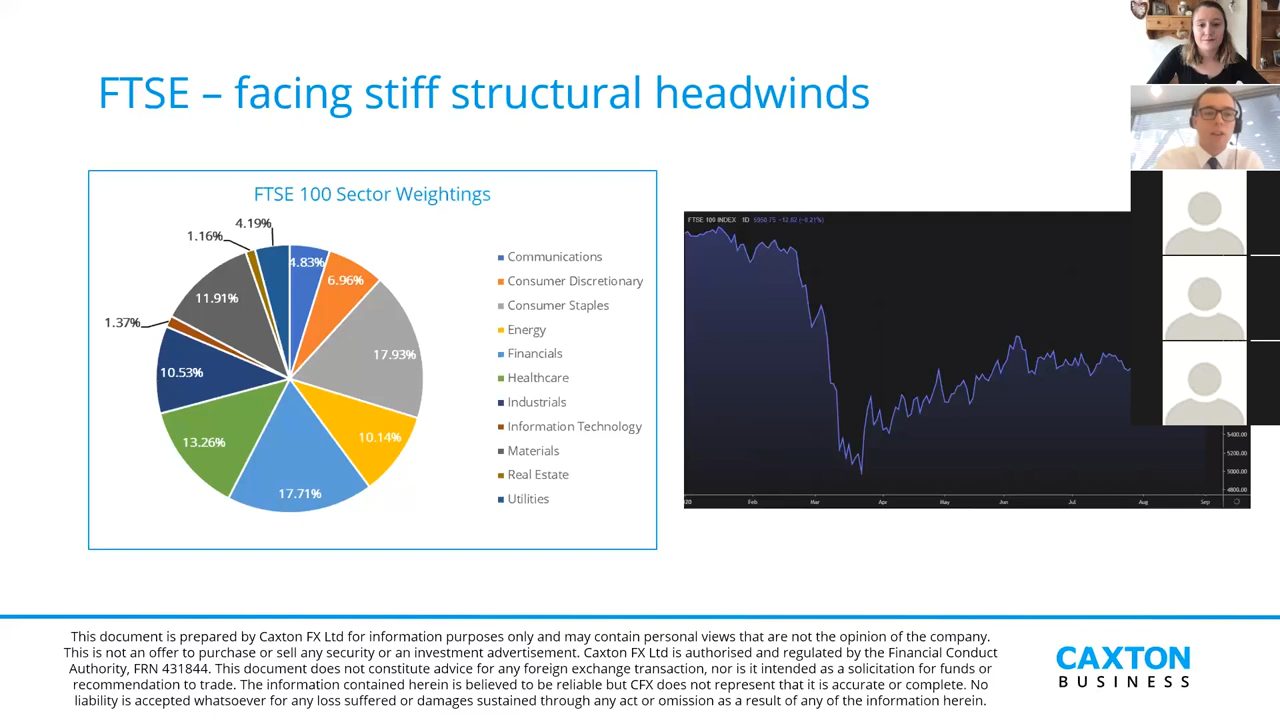 FTSE – facing stiff structural headwinds
FTSE 100 Sector Weightings
4.19%
1.16%
4.83%
6.96%
11.91%
1.37%
17.93%
10.53%
13.26%
10.14%
17.71%
Communications
Consumer Discretionary
Consumer Staples
Energy
Financials
Healthcare
Industrials
Information Technology
Materials
Real Estate
Utilities
FTSE 100 INDEX 1D 5950.75 −12.82 (−0.21%)
5400.00
5200.00
5000.00
4800.00
Feb Mar Apr May Jun Jul Aug Sep
This document is prepared by Caxton FX Ltd for information purposes only and may contain personal views that are not the opinion of the company.
This is not an offer to purchase or sell any security or an investment advertisement. Caxton FX Ltd is authorised and regulated by the Financial Conduct
Authority, FRN 431844. This document does not constitute advice for any foreign exchange transaction, nor is it intended as a solicitation for funds or
recommendation to trade. The information contained herein is believed to be reliable but CFX does not represent that it is accurate or complete. No
liability is accepted whatsoever for any loss suffered or damages sustained through any act or omission as a result of any of the information herein.
CAXTON
BUSINESS